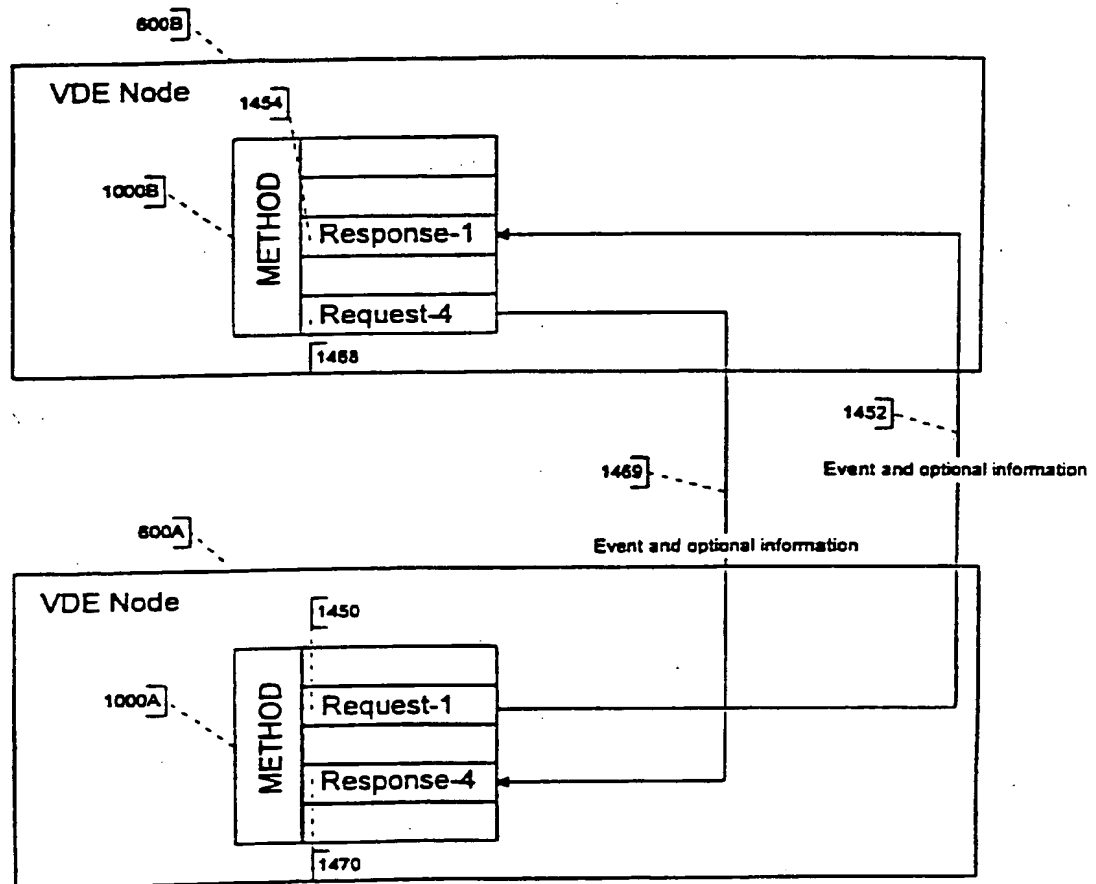 600B
VDE Node
1454
1000B
METHOD
Response-1
Request-4
1468
1452
1469
Event and optional information
600A
Event and optional information
VDE Node
1450
1000A
METHOD
Request-1
Response-4
1470